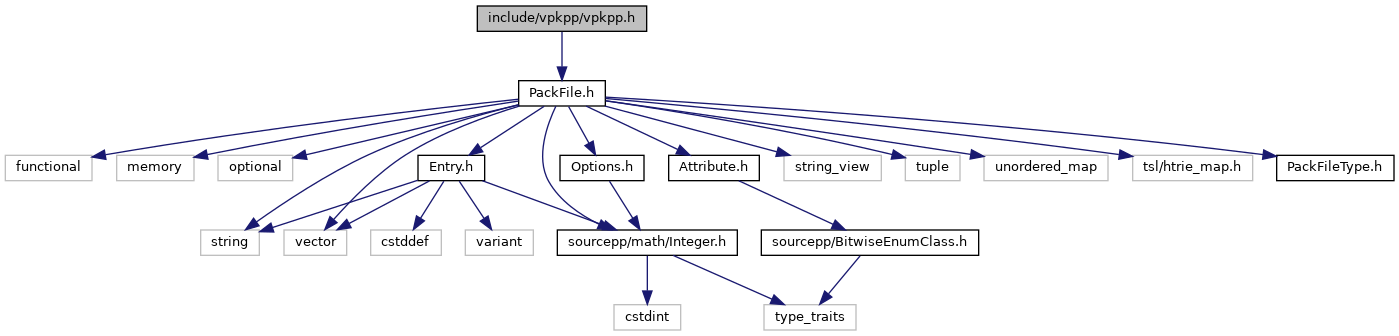 include/vpkpp/vpkpp.h
PackFile.h
functional
memory
optional
Entry.h
Options.h
Attribute.h
string_view
tuple
unordered_map
tsl/htrie_map.h
PackFileType.h
string
vector
cstddef
variant
sourcepp/math/Integer.h
sourcepp/BitwiseEnumClass.h
cstdint
type_traits